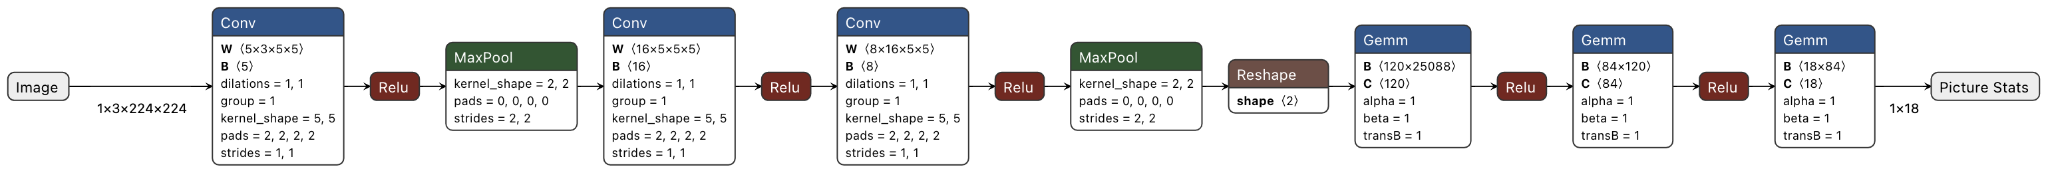 Image
1×3×224×224
Conv
W ⟨5×3×5×5⟩
B ⟨5⟩
dilations = 1, 1
group = 1
kernel_shape = 5, 5
pads = 2, 2, 2, 2
strides = 1, 1
Relu
MaxPool
kernel_shape = 2, 2
pads = 0, 0, 0, 0
strides = 2, 2
Conv
W ⟨16×5×5×5⟩
B ⟨16⟩
dilations = 1, 1
group = 1
kernel_shape = 5, 5
pads = 2, 2, 2, 2
strides = 1, 1
Relu
Conv
W ⟨8×16×5×5⟩
B ⟨8⟩
dilations = 1, 1
group = 1
kernel_shape = 5, 5
pads = 2, 2, 2, 2
strides = 1, 1
Relu
MaxPool
kernel_shape = 2, 2
pads = 0, 0, 0, 0
strides = 2, 2
Reshape
shape ⟨2⟩
Gemm
B ⟨120×25088⟩
C ⟨120⟩
alpha = 1
beta = 1
transB = 1
Relu
Gemm
B ⟨84×120⟩
C ⟨84⟩
alpha = 1
beta = 1
transB = 1
Relu
Gemm
B ⟨18×84⟩
C ⟨18⟩
alpha = 1
beta = 1
transB = 1
1×18
Picture Stats